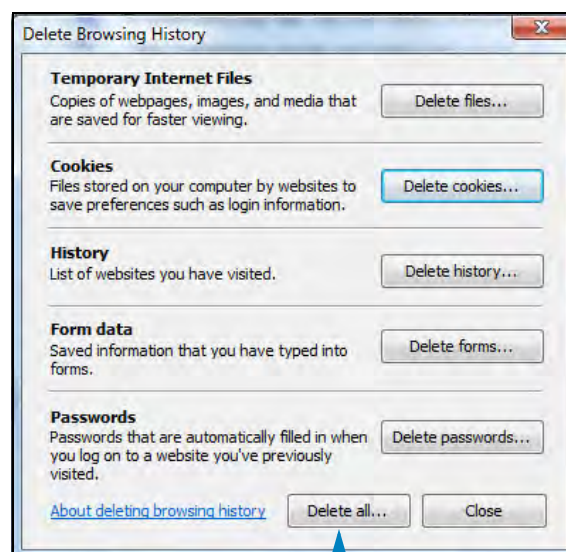 Delete Browsing History
Temporary Internet Files
Copies of webpages, images, and media that
are saved for faster viewing.
Delete files...
Cookies
Files stored on your computer by websites to
save preferences such as login information.
Delete cookies...
History
List of websites you have visited.
Delete history...
Form data
Saved information that you have typed into
forms.
Delete forms...
Passwords
Passwords that are automatically filled in when
you log on to a website you've previously
visited.
Delete passwords...
About deleting browsing history
Delete all...
Close